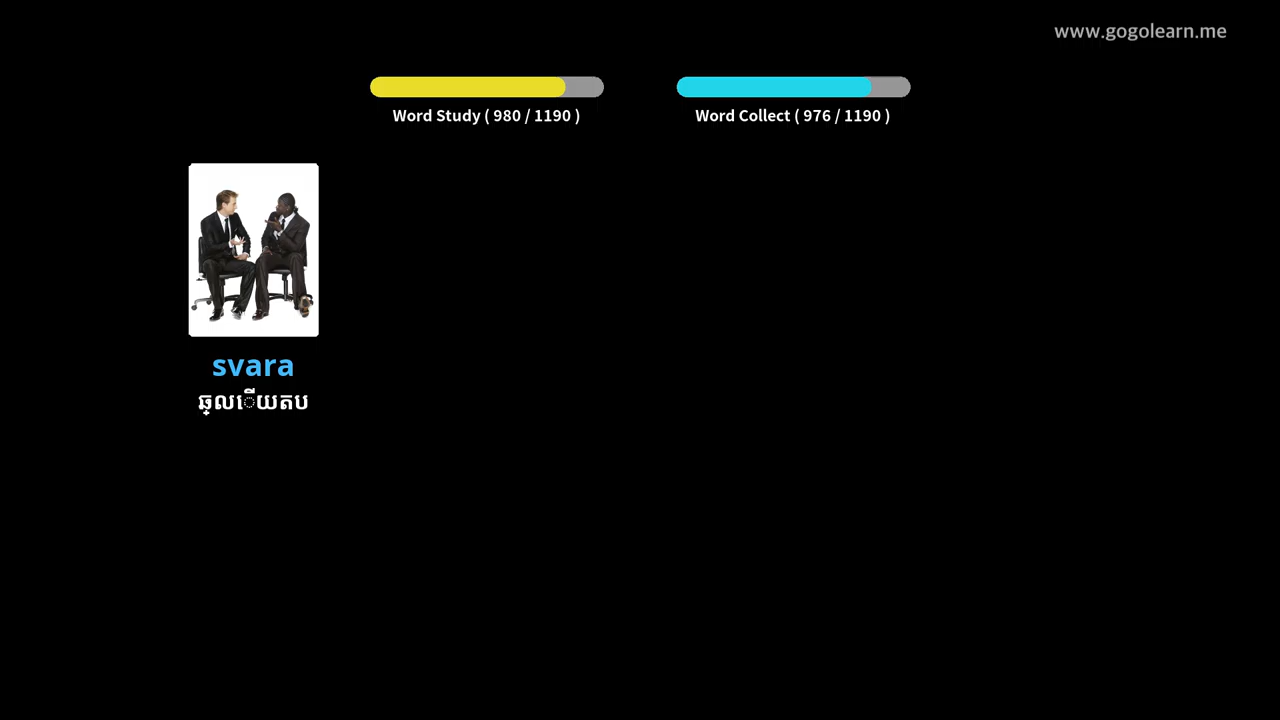 www.gogolearn.me
Word Study ( 980 / 1190 )
Word Collect ( 976 / 1190 )
svara
ឆ្លើយតប